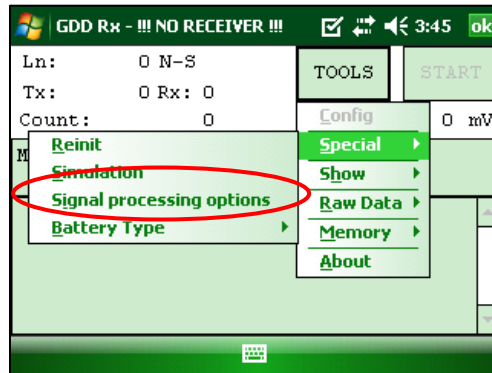 GDD Rx - !!! NO RECEIVER !!! 3:45 ok
Ln: 0 N-S
TOOLS
START
Tx: 0 Rx: 0
Count: 0
Config
0 mV
M
Reinit
Special
Simulation
Show
Signal processing options
Raw Data
Battery Type
Memory
About